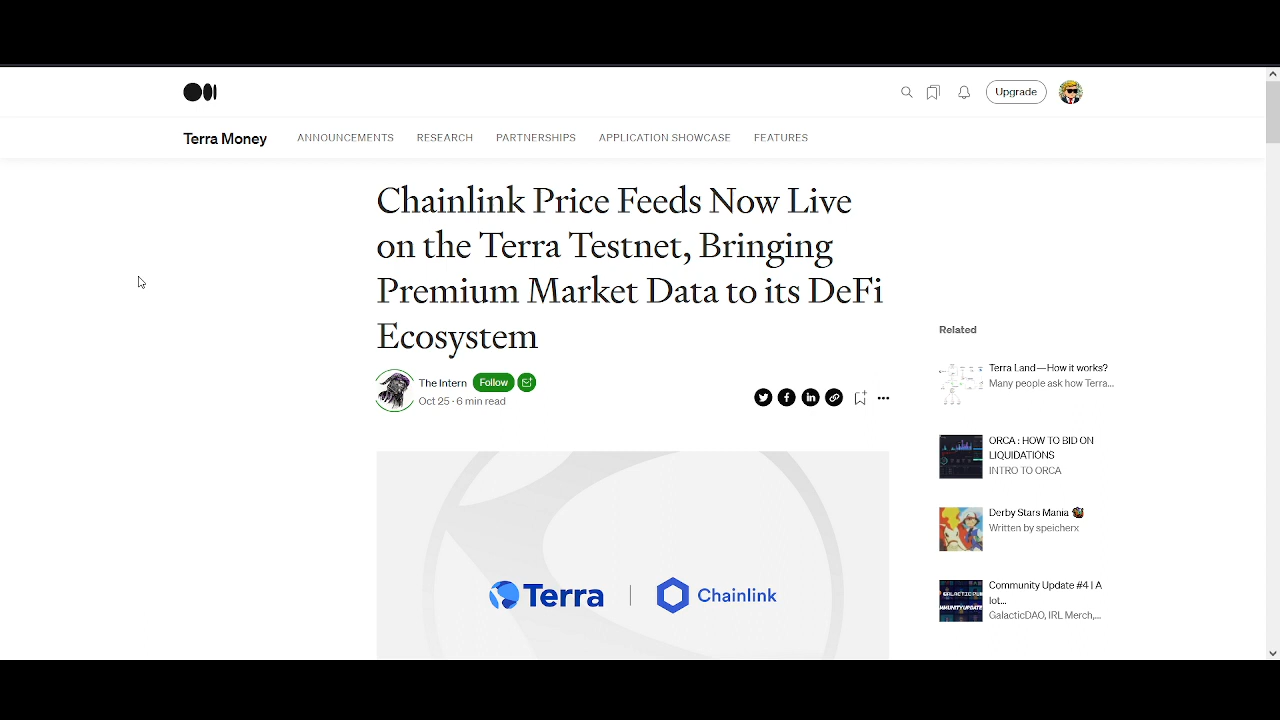 Upgrade
Terra Money
ANNOUNCEMENTS
RESEARCH
PARTNERSHIPS
APPLICATION SHOWCASE
FEATURES
Chainlink Price Feeds Now Live
on the Terra Testnet, Bringing
Premium Market Data to its DeFi
Ecosystem
The Intern
Follow
Oct 25 · 6 min read
Terra
Chainlink
Related
Terra Land — How it works?
Many people ask how Terra...
ORCA : HOW TO BID ON
LIQUIDATIONS
INTRO TO ORCA
Derby Stars Mania
Written by speicherx
Community Update #4 | A
lot...
GalacticDAO, IRL Merch,...